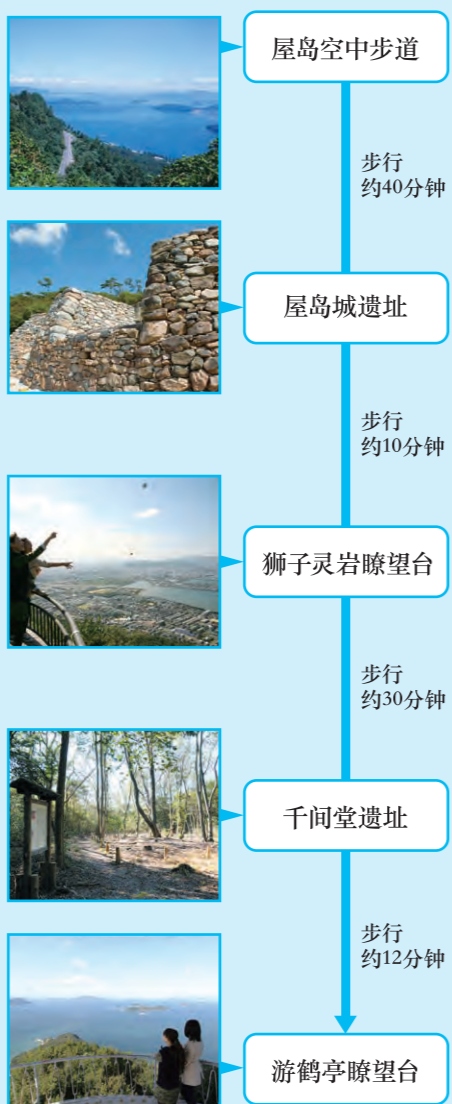 屋岛空中步道
步行
约40分钟
屋岛城遗址
步行
约10分钟
狮子灵岩瞭望台
步行
约30分钟
千间堂遗址
步行
约12分钟
游鹤亭瞭望台